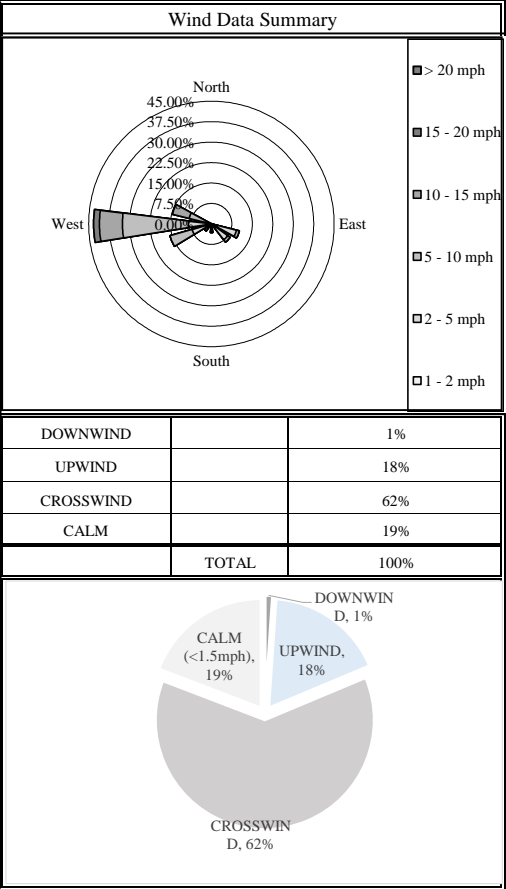 Wind Data Summary
North
45.00%
37.50%
30.00%
22.50%
15.00%
7.50%
0.00%
West
East
South
> 20 mph
15 - 20 mph
10 - 15 mph
5 - 10 mph
2 - 5 mph
1 - 2 mph
DOWNWIND 1%
UPWIND 18%
CROSSWIND 62%
CALM 19%
TOTAL 100%
DOWNWIN
D, 1%
UPWIND,
18%
CALM
(<1.5mph),
19%
CROSSWIN
D, 62%